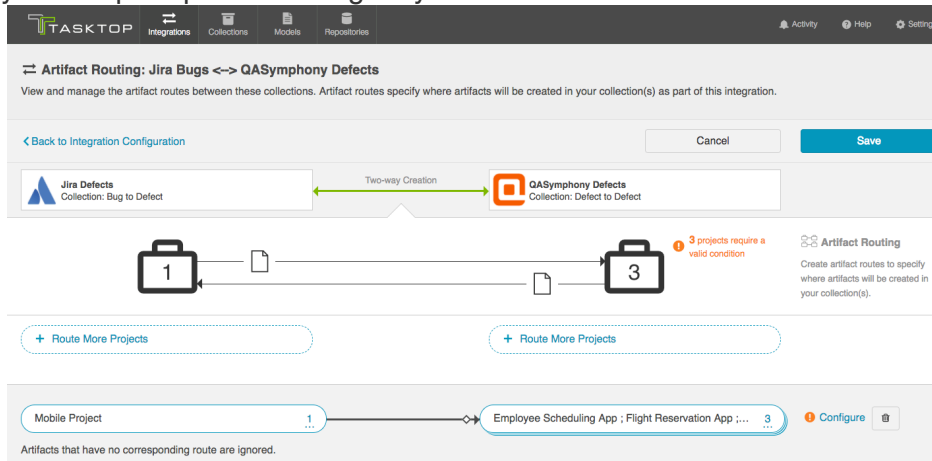 TASKTOP
Integrations
Collections
Models
Repositories
Activity
Help
Setting
Artifact Routing: Jira Bugs <--> QASymphony Defects
View and manage the artifact routes between these collections. Artifact routes specify where artifacts will be created in your collection(s) as part of this integration.
Back to Integration Configuration
Cancel
Save
Jira Defects
Collection: Bug to Defect
Two-way Creation
QASymphony Defects
Collection: Defect to Defect
1
3
3 projects require a
valid condition
Artifact Routing
Create artifact routes to specify
where artifacts will be created in
your collection(s).
+ Route More Projects
+ Route More Projects
Mobile Project 1
Employee Scheduling App ; Flight Reservation App ;... 3
Configure
Artifacts that have no corresponding route are ignored.